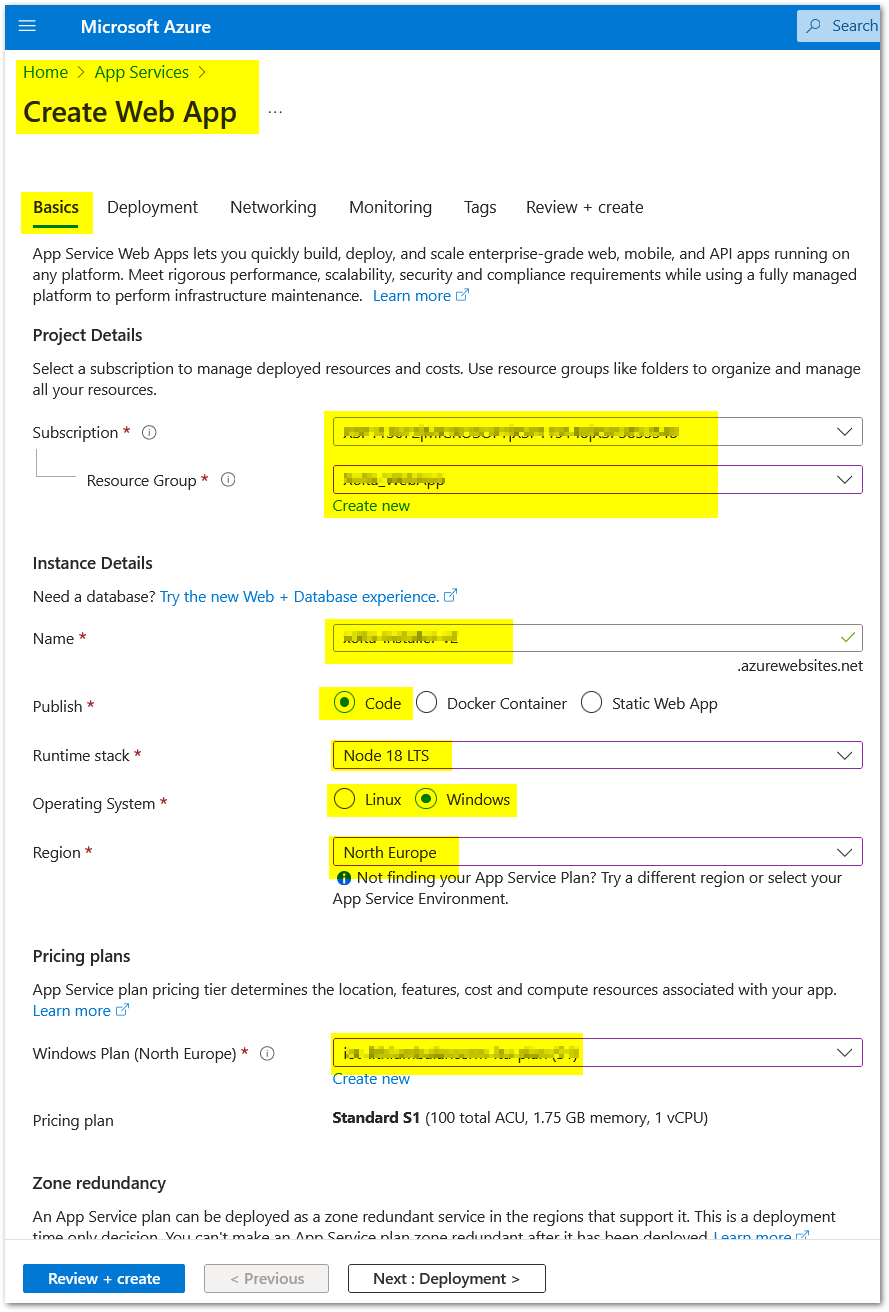 Microsoft Azure
Search
Home > App Services >
Create Web App ...
Basics Deployment Networking Monitoring Tags Review + create
App Service Web Apps lets you quickly build, deploy, and scale enterprise-grade web, mobile, and API apps running on
any platform. Meet rigorous performance, scalability, security and compliance requirements while using a fully managed
platform to perform infrastructure maintenance. Learn more
Project Details
Select a subscription to manage deployed resources and costs. Use resource groups like folders to organize and manage
all your resources.
Subscription *
Resource Group *
Create new
Instance Details
Need a database? Try the new Web + Database experience.
Name *
.azurewebsites.net
Publish * Code Docker Container Static Web App
Runtime stack * Node 18 LTS
Operating System * Linux Windows
Region * North Europe
Not finding your App Service Plan? Try a different region or select your
App Service Environment.
Pricing plans
App Service plan pricing tier determines the location, features, cost and compute resources associated with your app.
Learn more
Windows Plan (North Europe) *
Create new
Pricing plan Standard S1 (100 total ACU, 1.75 GB memory, 1 vCPU)
Zone redundancy
An App Service plan can be deployed as a zone redundant service in the regions that support it. This is a deployment
time only decision. You can't make an App Service plan zone redundant after it has been deployed Learn more
Review + create < Previous Next : Deployment >